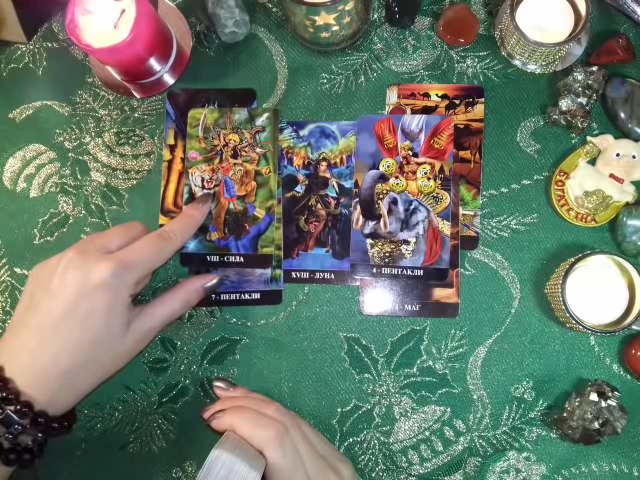 VIII - СИЛА
7 - ПЕНТАКЛИ
XVIII - ЛУНА
4 - ПЕНТАКЛИ
I - МАГ
БОГАТСТВА